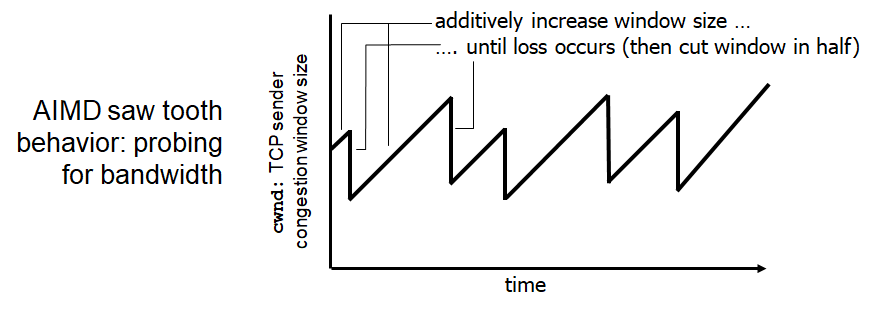 additively increase window size ...
.... until loss occurs (then cut window in half)
AIMD saw tooth
behavior: probing
for bandwidth
cwnd: TCP sender
congestion window size
time